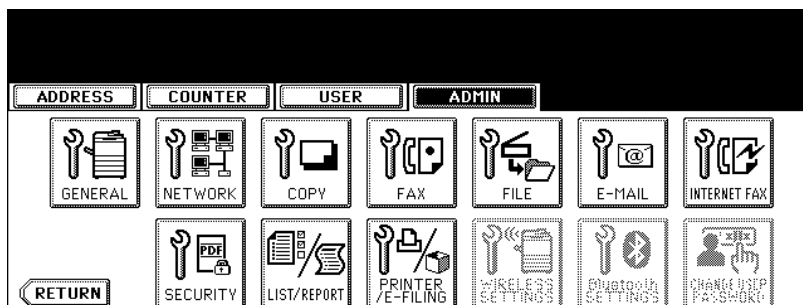 ADDRESS COUNTER USER ADMIN
GENERAL NETWORK COPY FAX FILE E-MAIL INTERNET FAX
PDF
@
SECURITY LIST/REPORT PRINTER /E-FILING WIRELESS SETTINGS Bluetooth SETTINGS CHANGE USER PASSWORD
RETURN